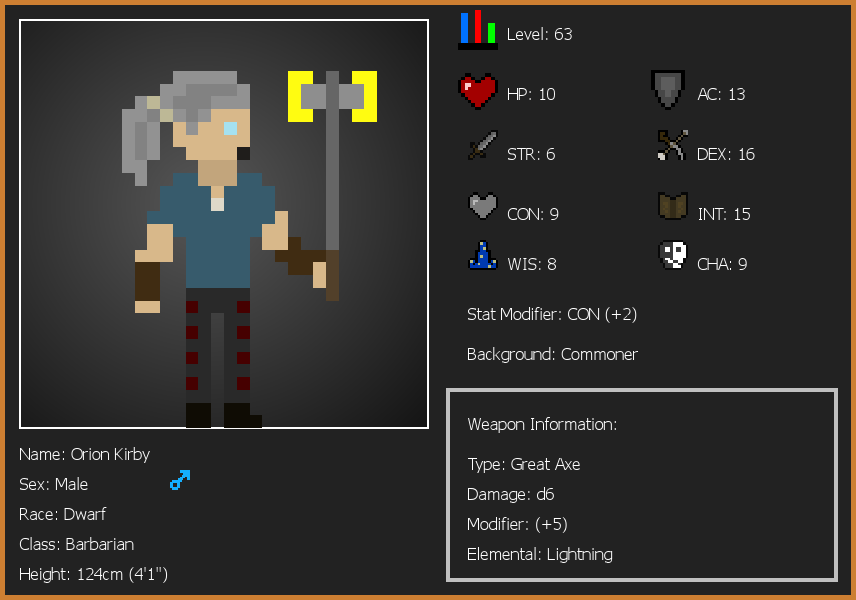 Level: 63
HP: 10
AC: 13
STR: 6
DEX: 16
CON: 9
INT: 15
WIS: 8
CHA: 9
Stat Modifier: CON (+2)
Background: Commoner
Weapon Information:
Type: Great Axe
Damage: d6
Modifier: (+5)
Elemental: Lightning
Name: Orion Kirby
Sex: Male
Race: Dwarf
Class: Barbarian
Height: 124cm (4'1")